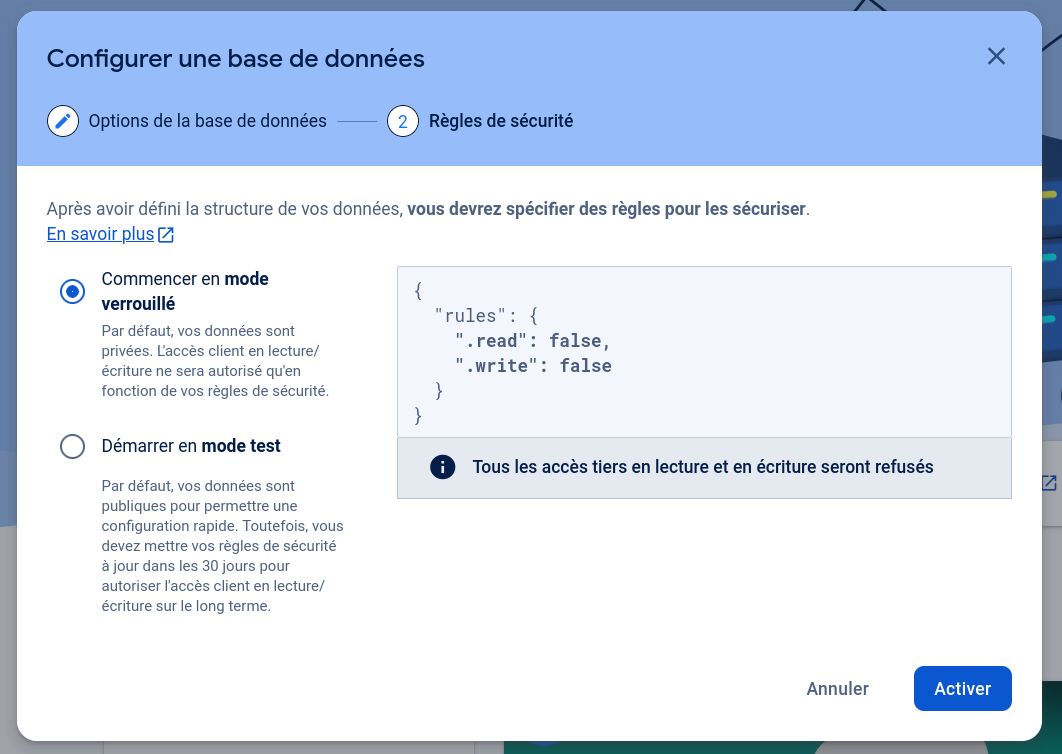 Configurer une base de données
Options de la base de données
2 Règles de sécurité
Après avoir défini la structure de vos données, vous devrez spécifier des règles pour les sécuriser.
En savoir plus
Commencer en mode
verrouillé
Par défaut, vos données sont
privées. L'accès client en lecture/
écriture ne sera autorisé qu'en
fonction de vos règles de sécurité.
Démarrer en mode test
Par défaut, vos données sont
publiques pour permettre une
configuration rapide. Toutefois, vous
devez mettre vos règles de sécurité
à jour dans les 30 jours pour
autoriser l'accès client en lecture/
écriture sur le long terme.
{
  "rules": {
    ".read": false,
    ".write": false
  }
}
Tous les accès tiers en lecture et en écriture seront refusés
Annuler
Activer